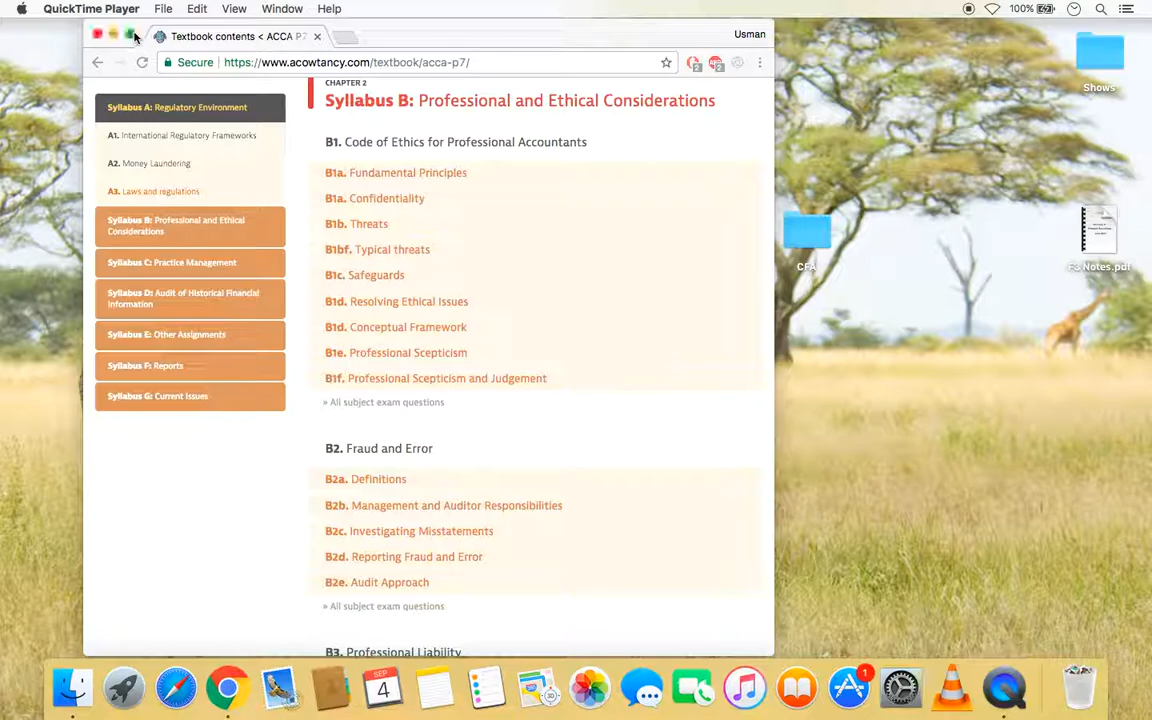 QuickTime Player File Edit View Window Help 100%
Textbook contents < ACCA P7 Usman
Secure https://www.acowtancy.com/textbook/acca-p7/
2 2
Syllabus A: Regulatory Environment
A1. International Regulatory Frameworks
A2. Money Laundering
A3. Laws and regulations
Syllabus B: Professional and Ethical
Considerations
Syllabus C: Practice Management
Syllabus D: Audit of Historical Financial
Information
Syllabus E: Other Assignments
Syllabus F: Reports
Syllabus G: Current Issues
CHAPTER 2
Syllabus B: Professional and Ethical Considerations
B1. Code of Ethics for Professional Accountants
B1a. Fundamental Principles
B1a. Confidentiality
B1b. Threats
B1bf. Typical threats
B1c. Safeguards
B1d. Resolving Ethical Issues
B1d. Conceptual Framework
B1e. Professional Scepticism
B1f. Professional Scepticism and Judgement
» All subject exam questions
B2. Fraud and Error
B2a. Definitions
B2b. Management and Auditor Responsibilities
B2c. Investigating Misstatements
B2d. Reporting Fraud and Error
B2e. Audit Approach
» All subject exam questions
B3. Professional Liability
Shows
CFA
F3 Notes.pdf
SEP
4
3D
1